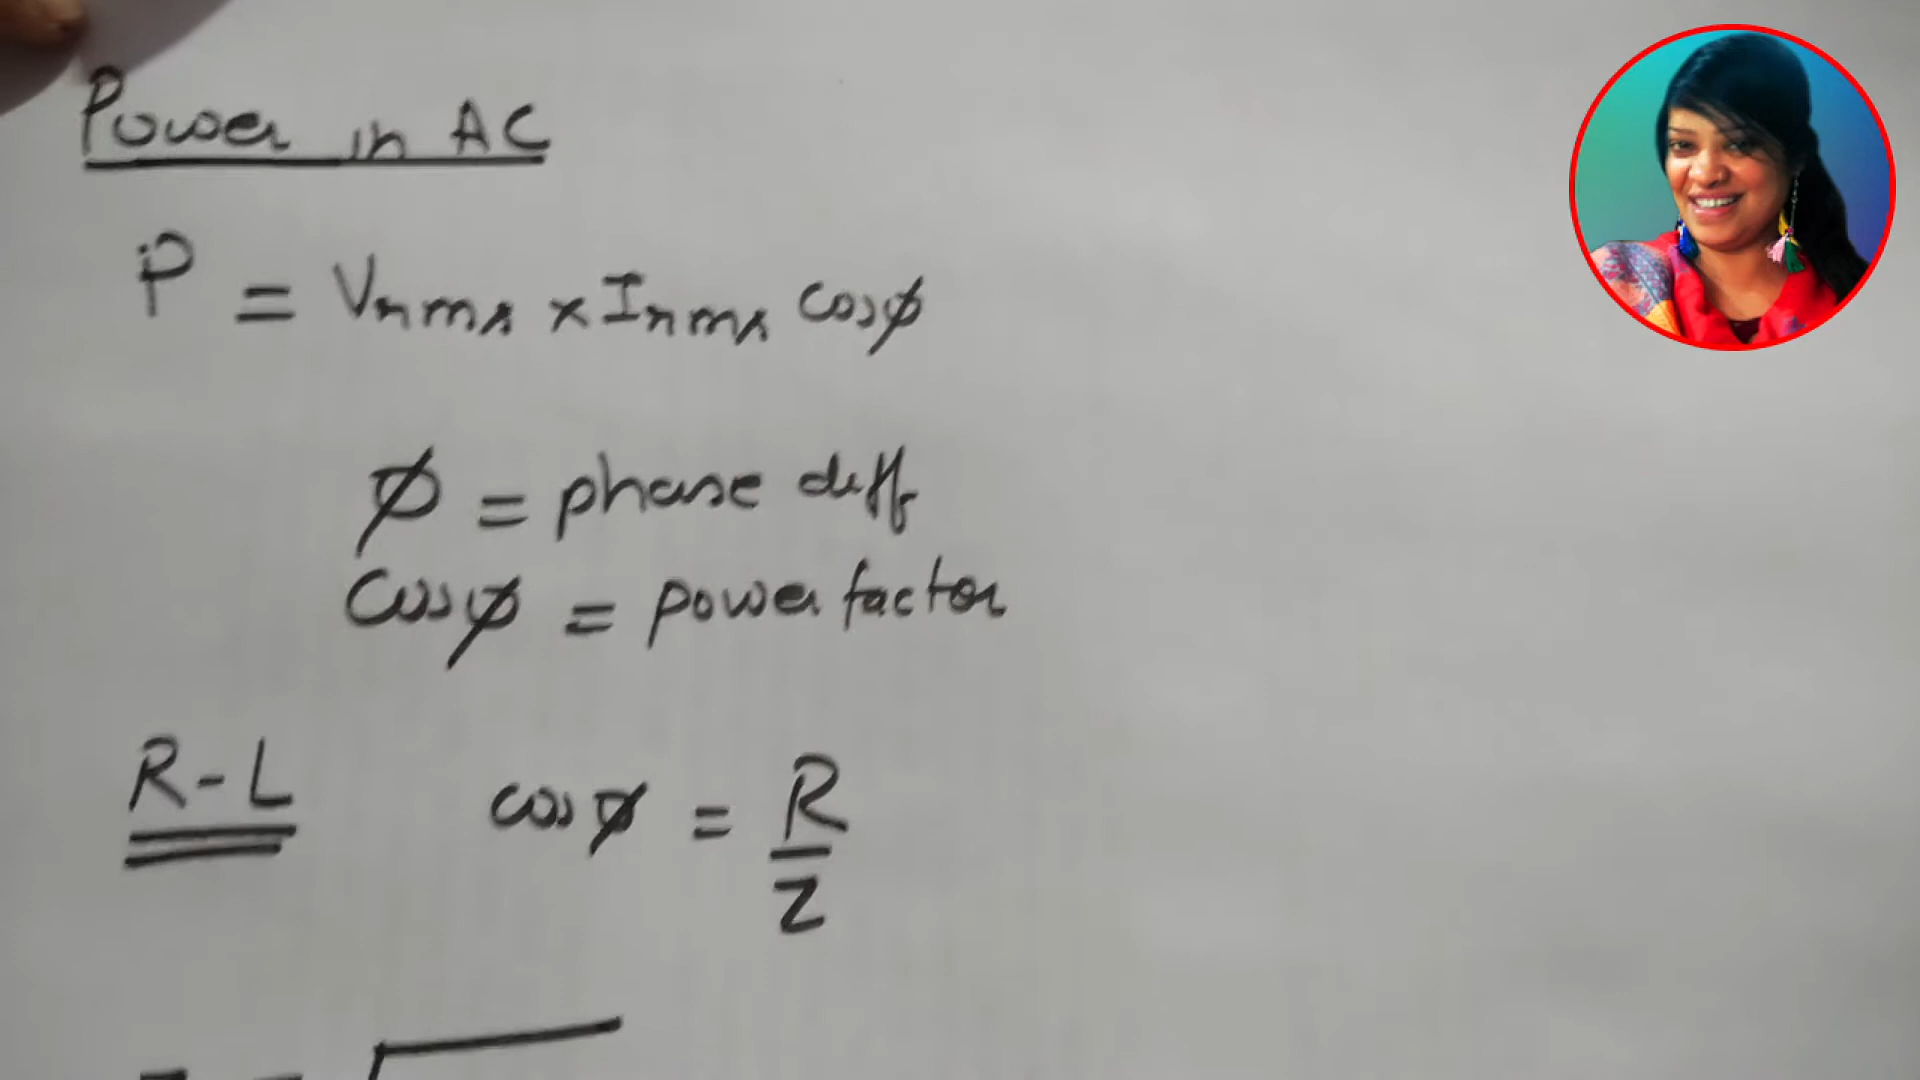 Power in AC
P = Vrms x Irms cosϕ
ϕ = phase diff
cosϕ = power factor
R-L cosϕ = R/Z